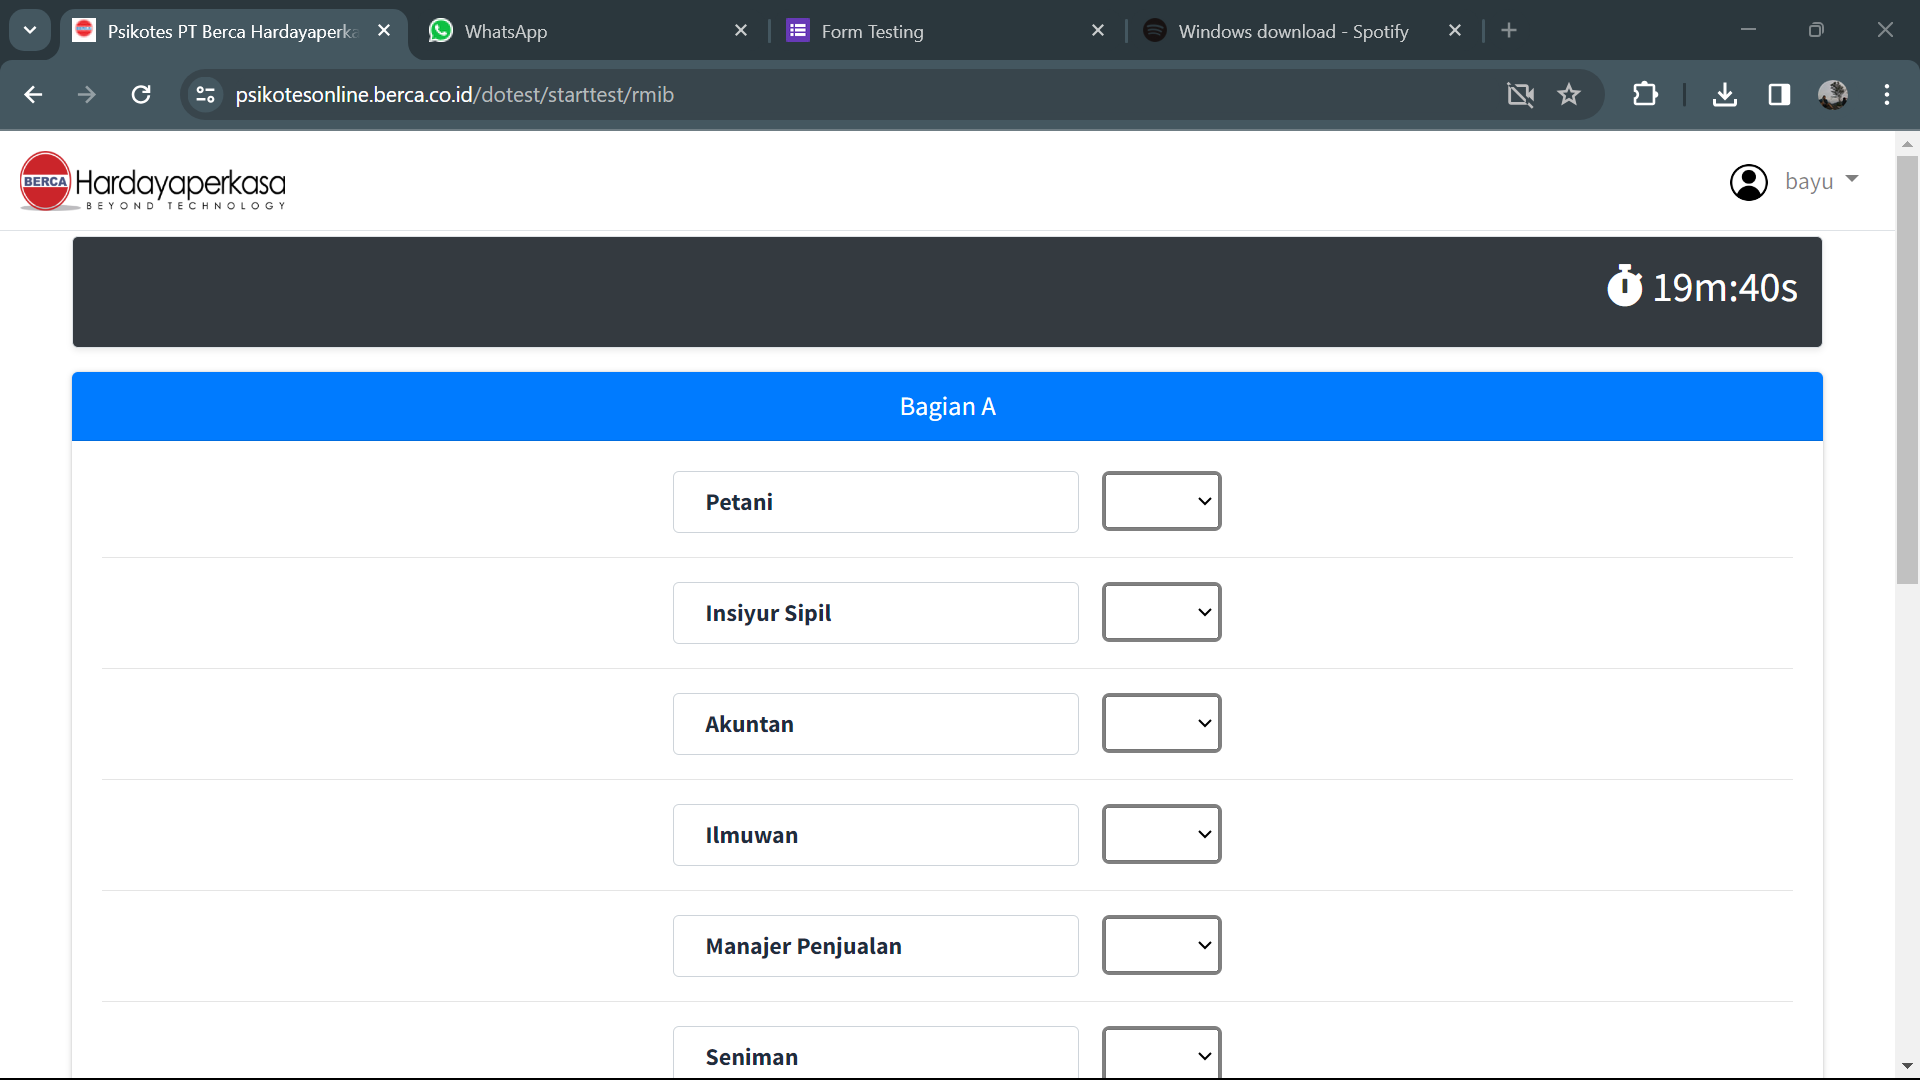 Psikotes PT Berca Hardayaperka
WhatsApp
Form Testing
Windows download - Spotify
psikotesonline.berca.co.id/dotest/starttest/rmib
BERCA Hardayaperkasa
BEYOND TECHNOLOGY
bayu
19m:40s
Bagian A
Petani
Insiyur Sipil
Akuntan
Ilmuwan
Manajer Penjualan
Seniman